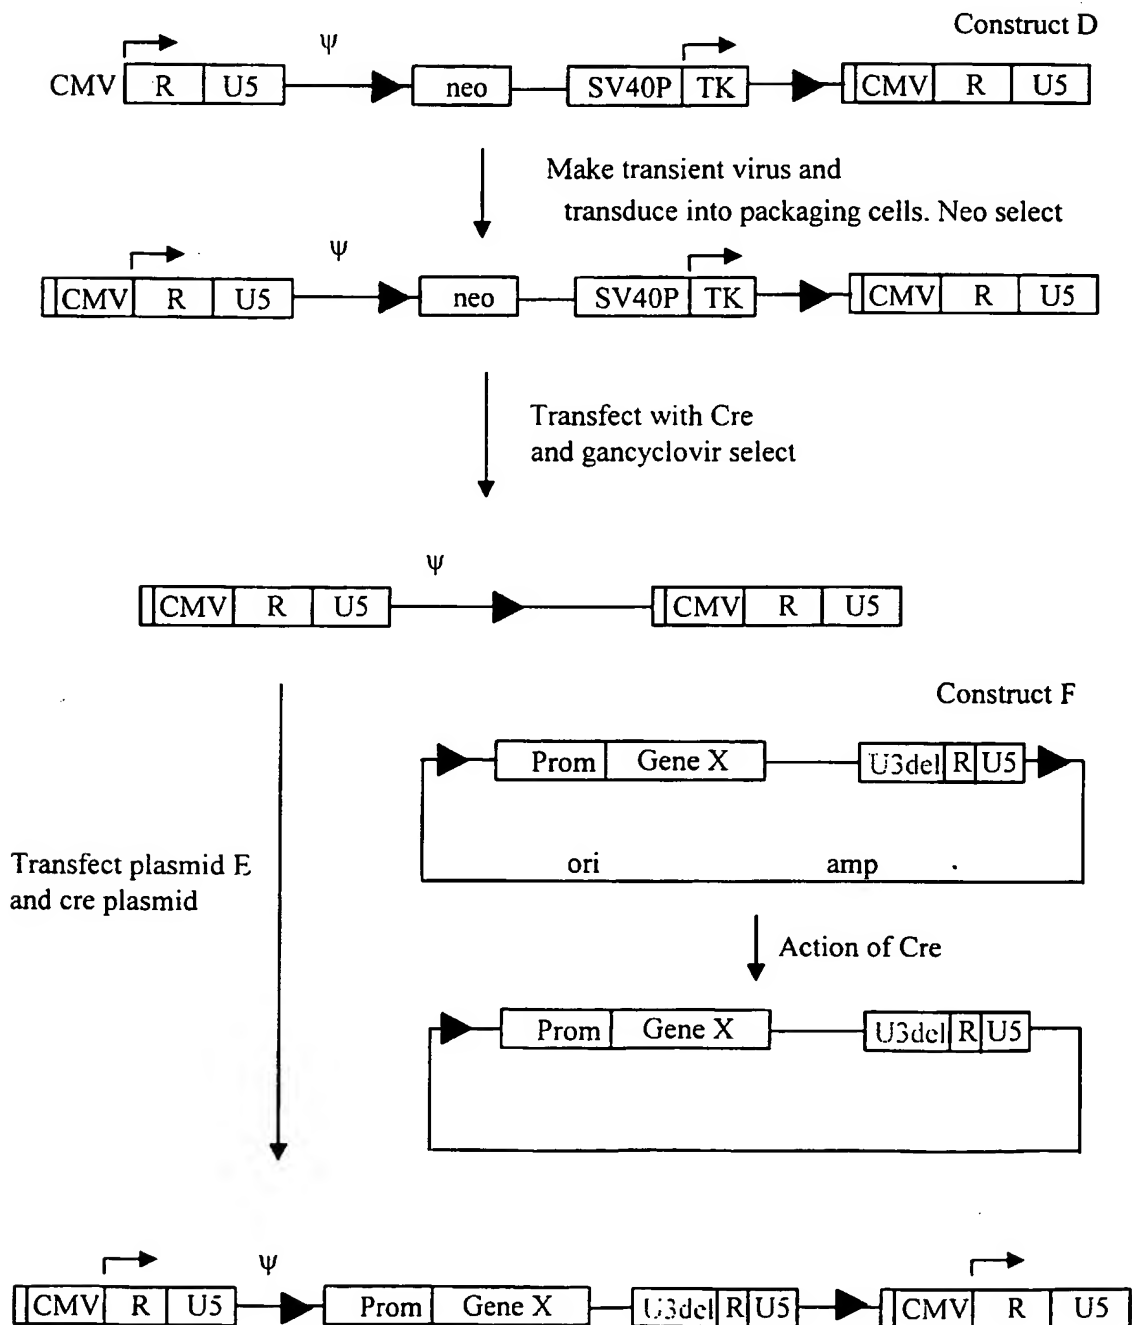 Construct D
ψ
CMV R U5 neo SV40P TK CMV R U5
Make transient virus and
transduce into packaging cells. Neo select
ψ
CMV R U5 neo SV40P TK CMV R U5
Transfect with Cre
and gancyclovir select
ψ
CMV R U5 CMV R U5
Construct F
Prom Gene X U3del R U5
ori amp
Transfect plasmid E
and cre plasmid
Action of Cre
Prom Gene X U3del R U5
ψ
CMV R U5 Prom Gene X U3del R U5 CMV R U5